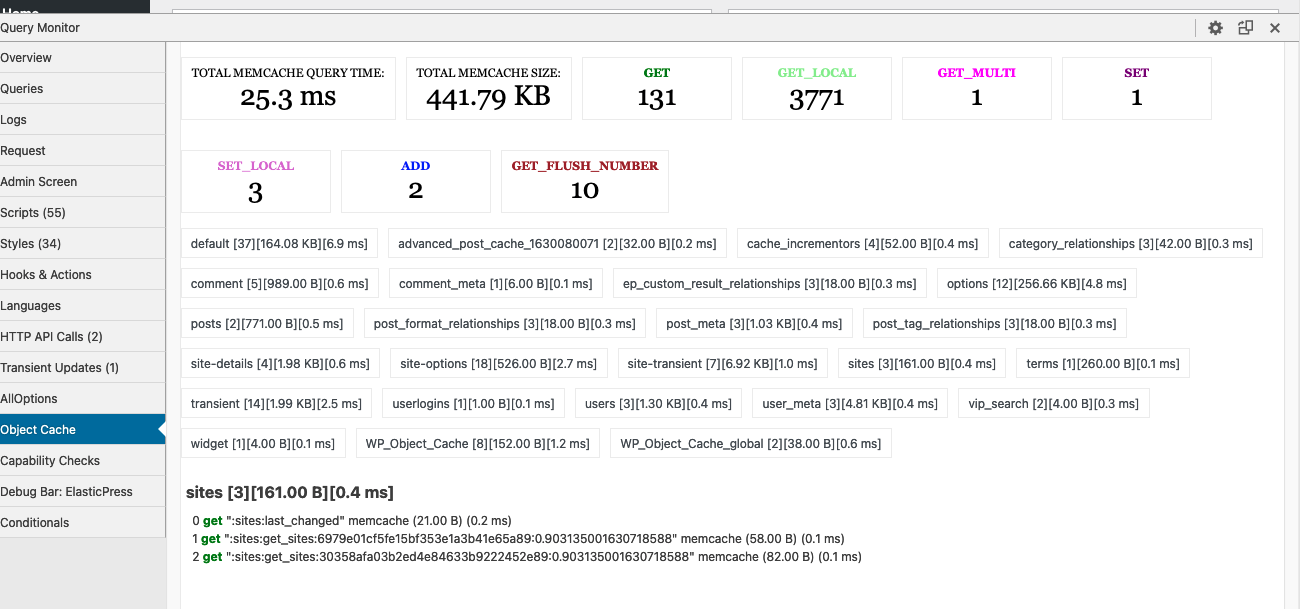 Home
Query Monitor
Overview
Queries
Logs
Request
Admin Screen
Scripts (55)
Styles (34)
Hooks & Actions
Languages
HTTP API Calls (2)
Transient Updates (1)
AllOptions
Object Cache
Capability Checks
Debug Bar: ElasticPress
Conditionals
TOTAL MEMCACHE QUERY TIME:
25.3 ms
TOTAL MEMCACHE SIZE:
441.79 KB
GET
131
GET_LOCAL
3771
GET_MULTI
1
SET
1
SET_LOCAL
3
ADD
2
GET_FLUSH_NUMBER
10
default [37][164.08 KB][6.9 ms]
advanced_post_cache_1630080071 [2][32.00 B][0.2 ms]
cache_incrementors [4][52.00 B][0.4 ms]
category_relationships [3][42.00 B][0.3 ms]
comment [5][989.00 B][0.6 ms]
comment_meta [1][6.00 B][0.1 ms]
ep_custom_result_relationships [3][18.00 B][0.3 ms]
options [12][256.66 KB][4.8 ms]
posts [2][771.00 B][0.5 ms]
post_format_relationships [3][18.00 B][0.3 ms]
post_meta [3][1.03 KB][0.4 ms]
post_tag_relationships [3][18.00 B][0.3 ms]
site-details [4][1.98 KB][0.6 ms]
site-options [18][526.00 B][2.7 ms]
site-transient [7][6.92 KB][1.0 ms]
sites [3][161.00 B][0.4 ms]
terms [1][260.00 B][0.1 ms]
transient [14][1.99 KB][2.5 ms]
userlogins [1][1.00 B][0.1 ms]
users [3][1.30 KB][0.4 ms]
user_meta [3][4.81 KB][0.4 ms]
vip_search [2][4.00 B][0.3 ms]
widget [1][4.00 B][0.1 ms]
WP_Object_Cache [8][152.00 B][1.2 ms]
WP_Object_Cache_global [2][38.00 B][0.6 ms]
sites [3][161.00 B][0.4 ms]
0 get ":sites:last_changed" memcache (21.00 B) (0.2 ms)
1 get ":sites:get_sites:6979e01cf5fe15bf353e1a3b41e65a89:0.903135001630718588" memcache (58.00 B) (0.1 ms)
2 get ":sites:get_sites:30358afa03b2ed4e84633b9222452e89:0.903135001630718588" memcache (82.00 B) (0.1 ms)